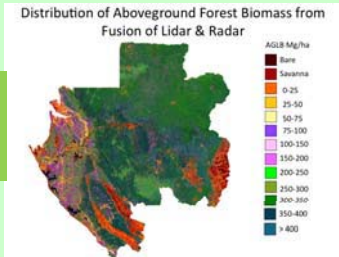 Distribution of Aboveground Forest Biomass from
Fusion of Lidar & Radar
AGLB Mg/ha
Bare
Savanna
0-25
25-50
50-75
75-100
100-150
150-200
200-250
250-300
300-350
350-400
> 400